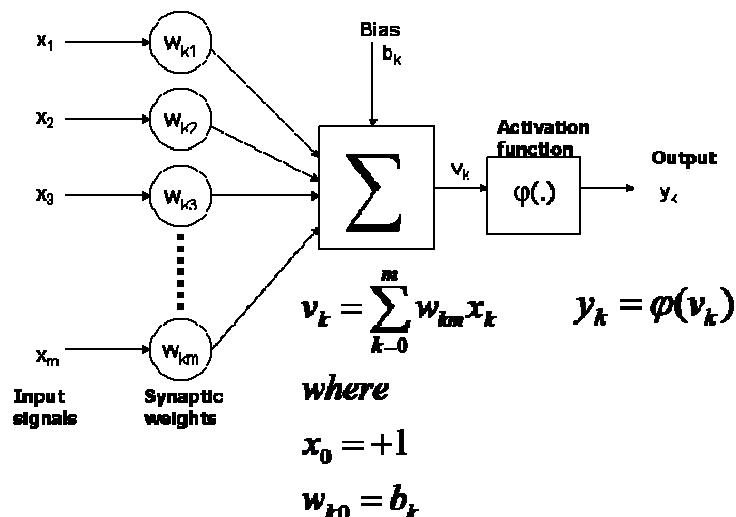 x1
Wk1
x2
Wk2
x3
Wk3
xm
Wkm
Input
signals
Synaptic
weights
Bias
bk
∑
vk
Activation
function
φ(.)
Output
yk
vk = ∑ m k=0 wkm xk
yk = φ(vk)
where
x0 = +1
wk0 = bk